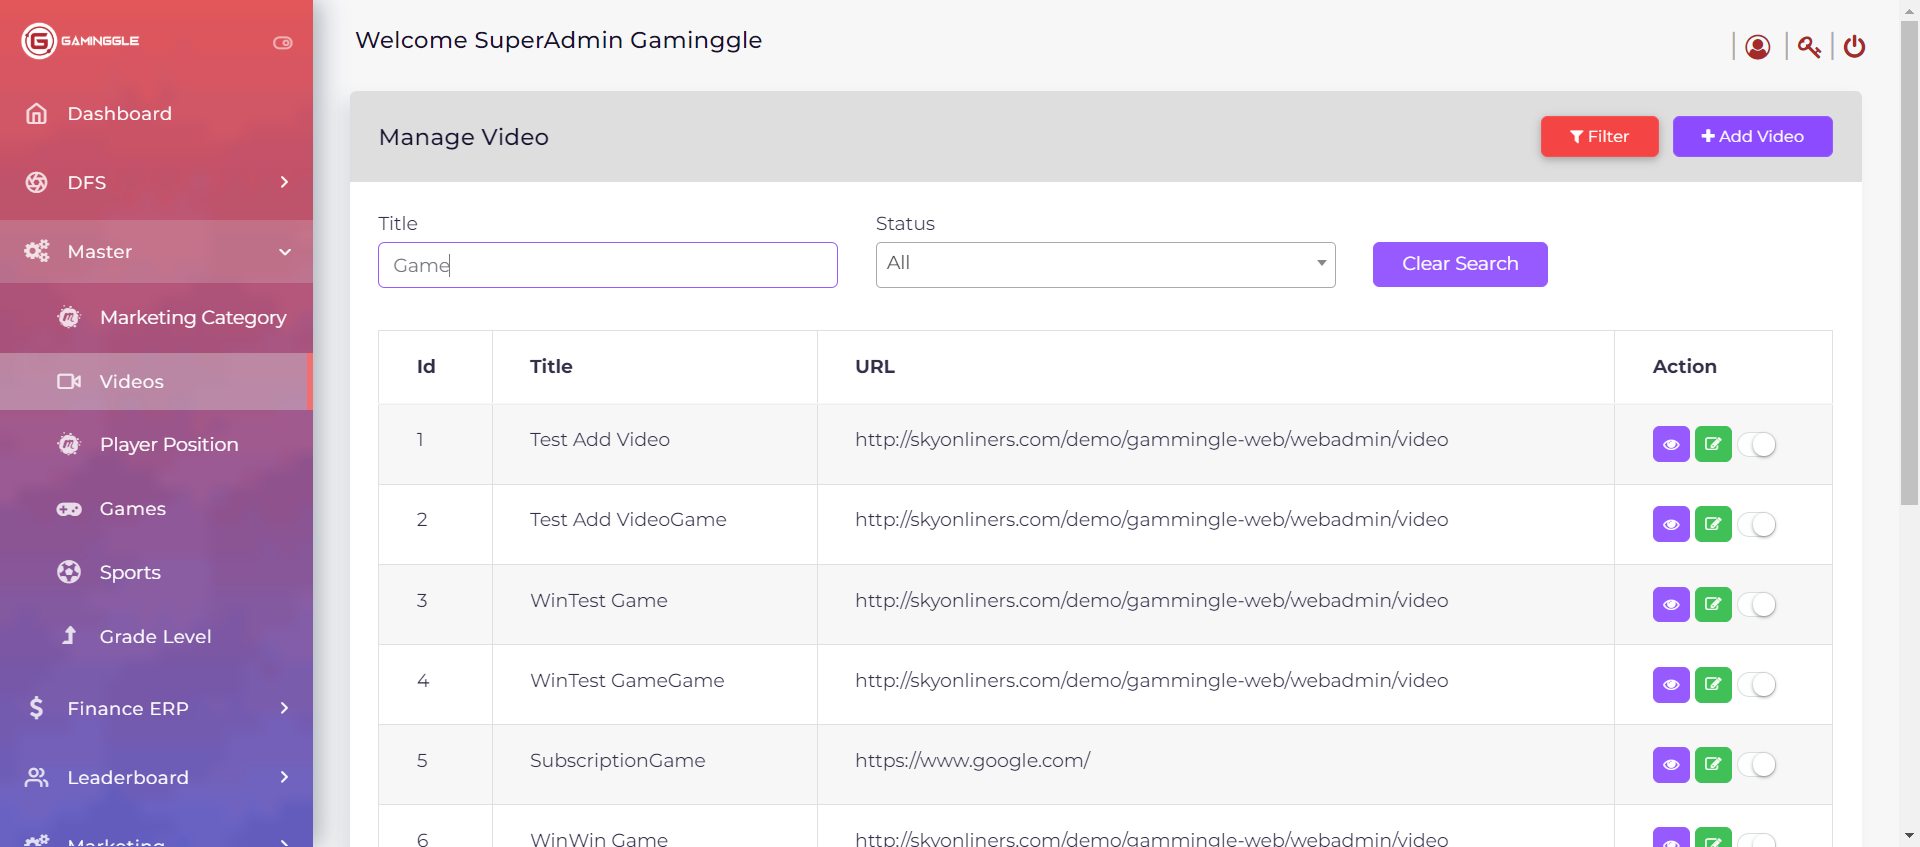 GAMINGGLE
Welcome SuperAdmin Gaminggle
Dashboard
DFS
Master
Marketing Category
Videos
Player Position
Games
Sports
Grade Level
Finance ERP
Leaderboard
Marketing
Manage Video
Filter
Add Video
Title
Status
Game
All
Clear Search
Id Title URL Action
1 Test Add Video http://skyonliners.com/demo/gammingle-web/webadmin/video
2 Test Add VideoGame http://skyonliners.com/demo/gammingle-web/webadmin/video
3 WinTest Game http://skyonliners.com/demo/gammingle-web/webadmin/video
4 WinTest GameGame http://skyonliners.com/demo/gammingle-web/webadmin/video
5 SubscriptionGame https://www.google.com/
6 WinWin Game http://skyonliners.com/demo/gammingle-web/webadmin/video